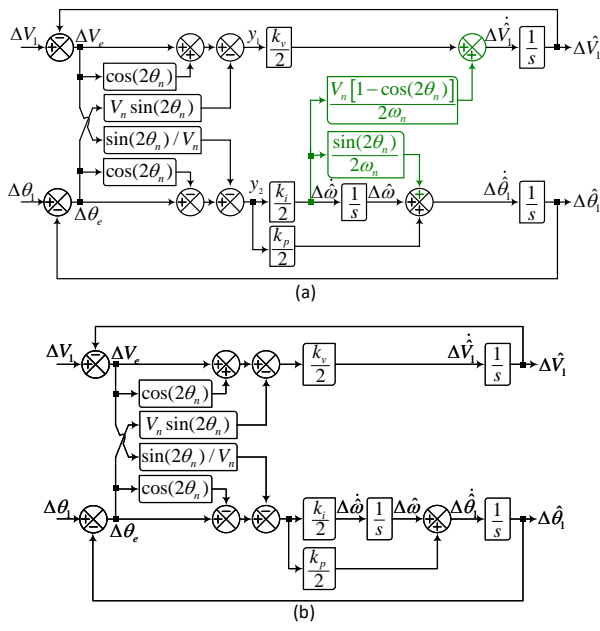 ΔV₁ ΔVₑ y₁ k_v/2 ΔV̂̇₁ 1/s ΔV̂₁
cos(2θₙ)
Vₙ sin(2θₙ) Vₙ[1−cos(2θₙ)]/2ωₙ
sin(2θₙ)/Vₙ sin(2θₙ)/2ωₙ
cos(2θₙ)
Δθ₁ Δθₑ y₂ kᵢ/2 Δω̂̇ 1/s Δω̂ Δθ̂̇₁ 1/s Δθ̂₁
kₚ/2
(a)
ΔV₁ ΔVₑ k_v/2 ΔV̂̇₁ 1/s ΔV̂₁
cos(2θₙ)
Vₙ sin(2θₙ)
sin(2θₙ)/Vₙ
cos(2θₙ)
Δθ₁ Δθₑ kᵢ/2 Δω̂̇ 1/s Δω̂ Δθ̂̇₁ 1/s Δθ̂₁
kₚ/2
(b)